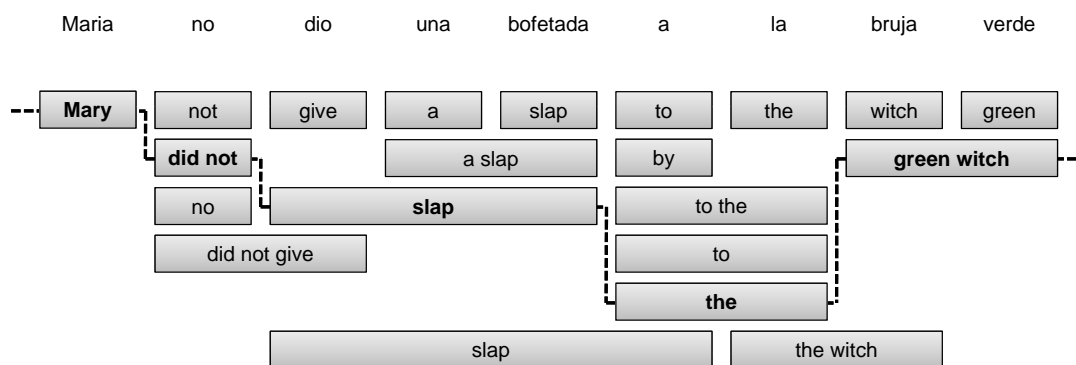 Maria no dio una bofetada a la bruja verde
Mary not give a slap to the witch green
did not a slap by green witch
no slap to the
did not give to
the
slap the witch